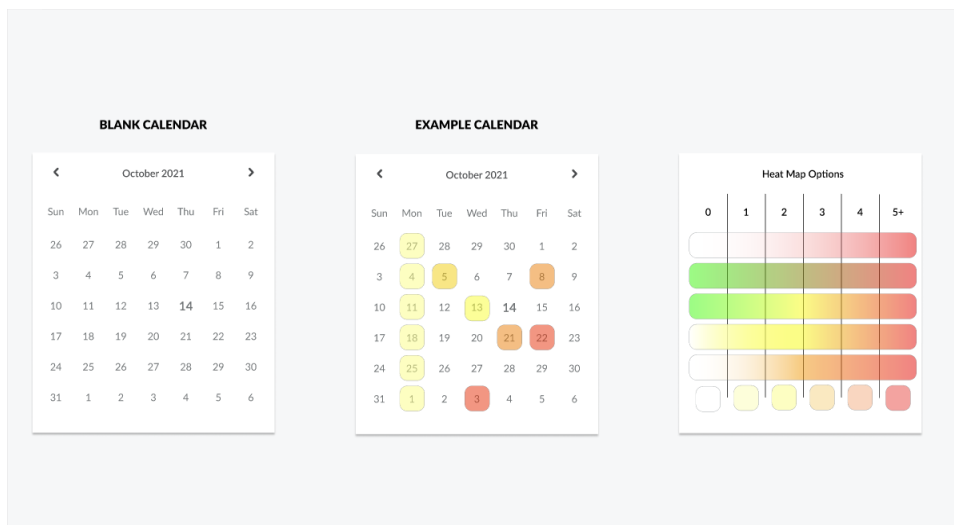 BLANK CALENDAR
October 2021
Sun Mon Tue Wed Thu Fri Sat
26 27 28 29 30 1 2
3 4 5 6 7 8 9
10 11 12 13 14 15 16
17 18 19 20 21 22 23
24 25 26 27 28 29 30
31 1 2 3 4 5 6
EXAMPLE CALENDAR
October 2021
Sun Mon Tue Wed Thu Fri Sat
26 27 28 29 30 1 2
3 4 5 6 7 8 9
10 11 12 13 14 15 16
17 18 19 20 21 22 23
24 25 26 27 28 29 30
31 1 2 3 4 5 6
Heat Map Options
0 1 2 3 4 5+